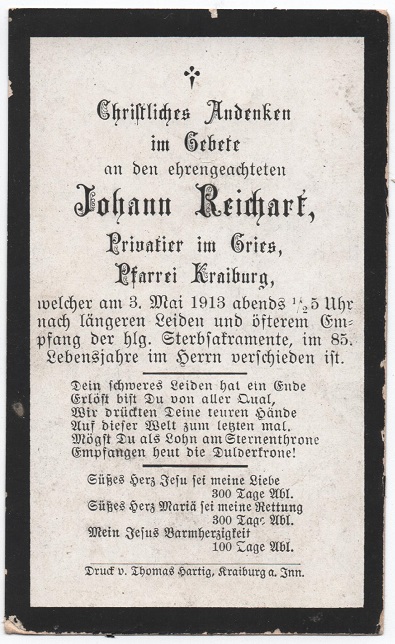 Christliches Andenken
im Gebete
an den ehrengeachteten
Johann Reichart,
Privatier im Gries,
Pfarrei Kraiburg,
welcher am 3. Mai 1913 abends ½5 Uhr
nach längeren Leiden und öfterem Em-
pfang der hlg. Sterbsakramente, im 85.
Lebensjahre im Herrn verschieden ist.
Dein schweres Leiden hat ein Ende
Erlöst bist Du von aller Qual,
Wir drückten Deine teuren Hände
Auf dieser Welt zum letzten mal.
Mögst Du als Lohn am Sternenthrone
Empfangen heut die Dulderkrone!
Süßes Herz Jesu sei meine Liebe
300 Tage Abl.
Süßes Herz Mariä sei meine Rettung
300 Tage Abl.
Mein Jesus Barmherzigkeit
100 Tage Abl.
Druck v. Thomas Hartig, Kraiburg a. Inn.